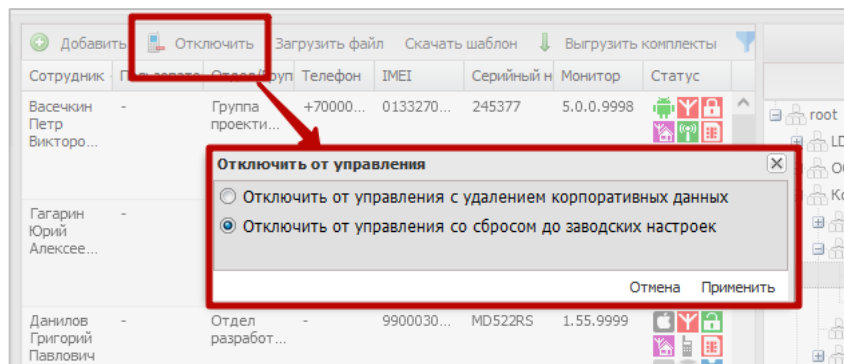 Добавить Отключить Загрузить файл Скачать шаблон Выгрузить комплекты
Сотрудник Отдел/Груп Телефон IMEI Серийный н Монитор Статус
Васечкин - Группа +70000... 0133270... 245377 5.0.0.9998
Петр проекти...
Викторо...
root
Отключить от управления
Отключить от управления с удалением корпоративных данных
Отключить от управления со сбросом до заводских настроек
Отмена Применить
Гагарин -
Юрий
Алексее...
Данилов - Отдел - 9900030... MD522RS 1.55.9999
Григорий разработ...
Павлович